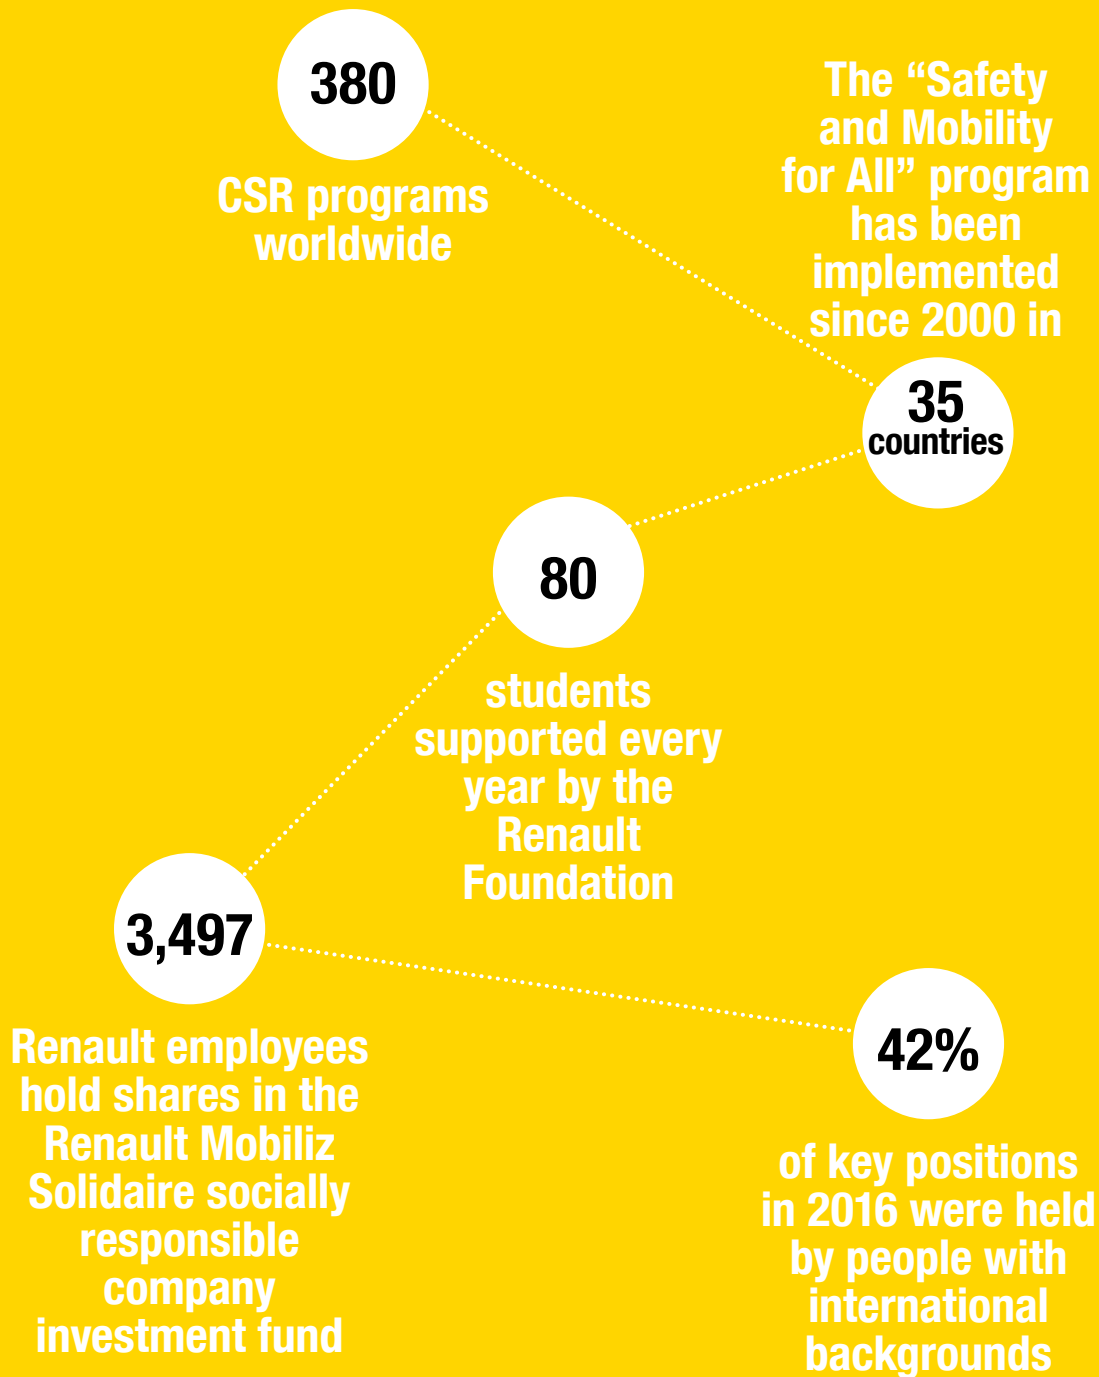 380
CSR programs
worldwide
The “Safety
and Mobility
for All” program
has been
implemented
since 2000 in
35
countries
80
students
supported every
year by the
Renault
Foundation
3,497
Renault employees
hold shares in the
Renault Mobiliz
Solidaire socially
responsible
company
investment fund
42%
of key positions
in 2016 were held
by people with
international
backgrounds